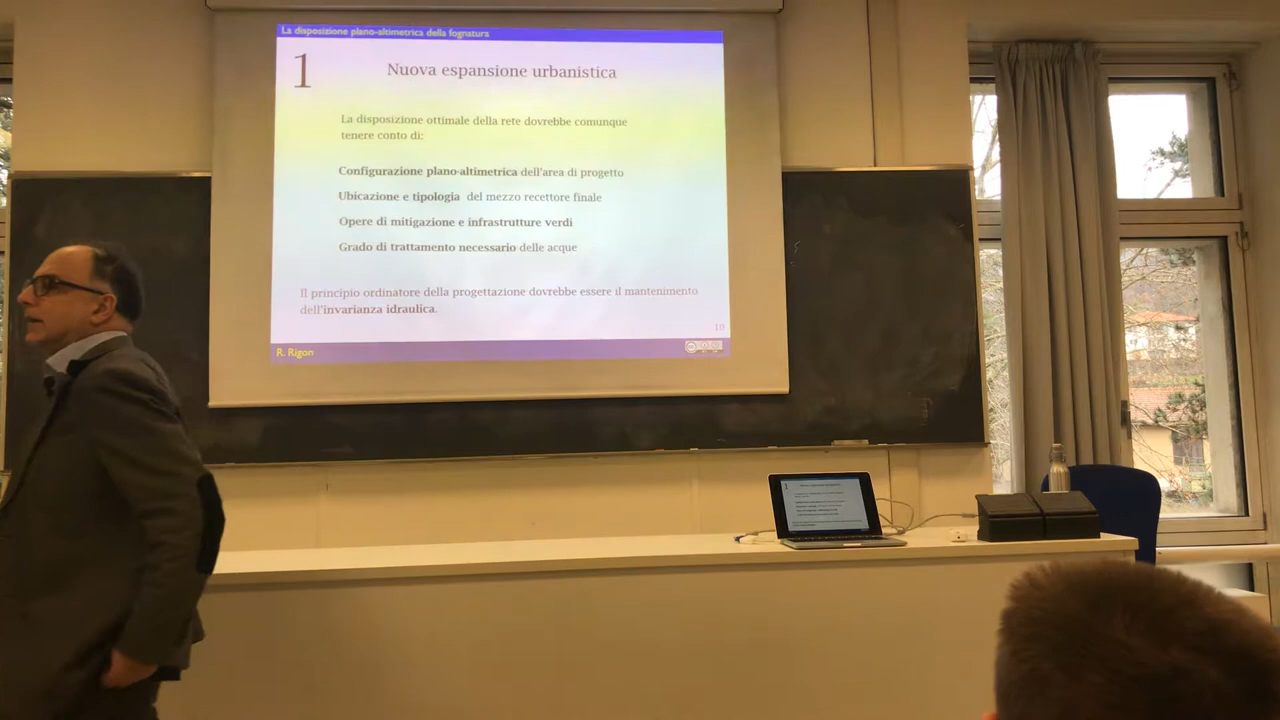 La disposizione plano-altimetrica della fognatura
1
Nuova espansione urbanistica
La disposizione ottimale della rete dovrebbe comunque
tenere conto di:
Configurazione plano-altimetrica dell'area di progetto
Ubicazione e tipologia del mezzo recettore finale
Opere di mitigazione e infrastrutture verdi
Grado di trattamento necessario delle acque
Il principio ordinatore della progettazione dovrebbe essere il mantenimento
dell'invarianza idraulica.
10
R. Rigon